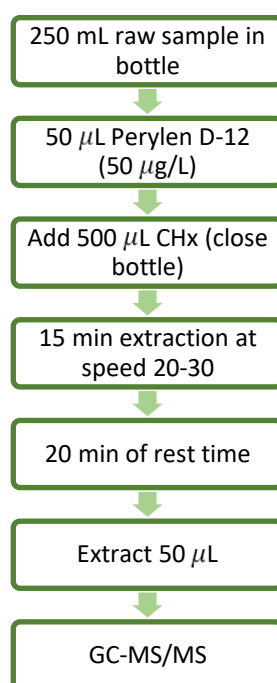 250 mL raw sample in
bottle
50 μL Perylen D-12
(50 μg/L)
Add 500 μL CHx (close
bottle)
15 min extraction at
speed 20-30
20 min of rest time
Extract 50 μL
GC-MS/MS